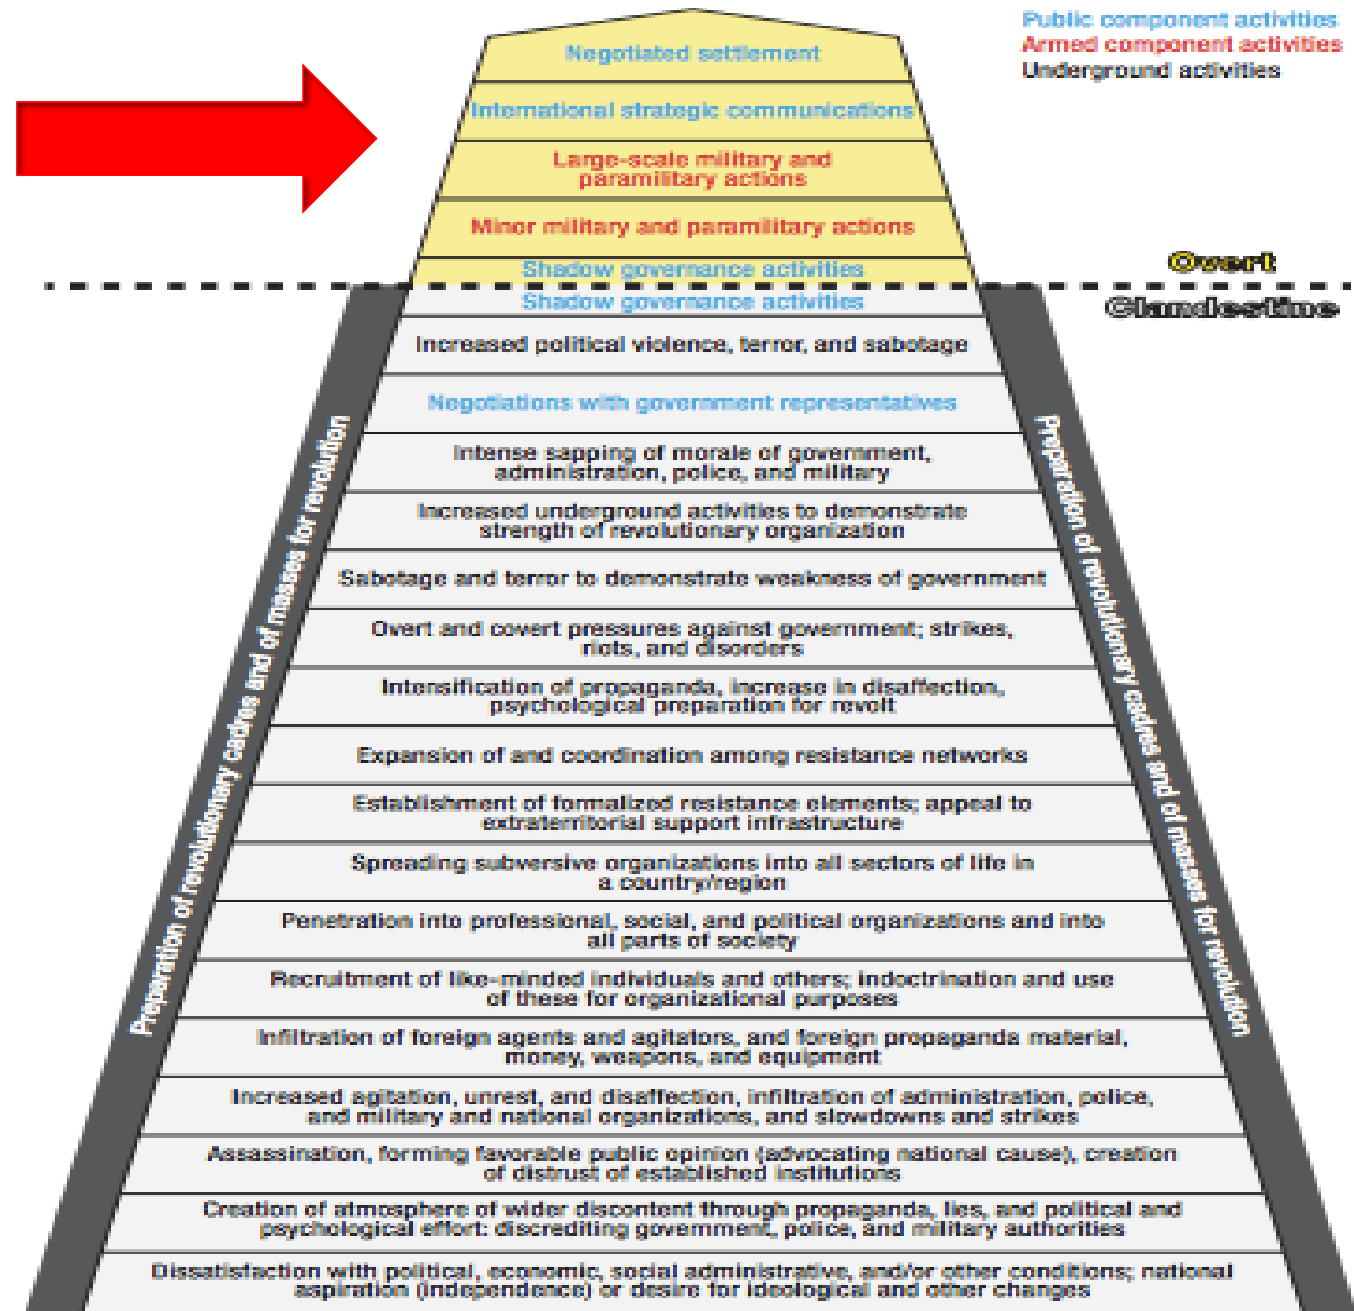 Public component activities
Armed component activities
Underground activities
Negotiated settlement
International strategic communications
Large-scale military and
paramilitary actions
Minor military and paramilitary actions
Shadow governance activities
Overt
Clandestine
Shadow governance activities
Increased political violence, terror, and sabotage
Negotiations with government representatives
Intense sapping of morale of government,
administration, police, and military
Increased underground activities to demonstrate
strength of revolutionary organization
Sabotage and terror to demonstrate weakness of government
Overt and covert pressures against government; strikes,
riots, and disorders
Intensification of propaganda, increase in disaffection,
psychological preparation for revolt
Expansion of and coordination among resistance networks
Establishment of formalized resistance elements; appeal to
extraterritorial support infrastructure
Spreading subversive organizations into all sectors of life in
a country/region
Penetration into professional, social, and political organizations and into
all parts of society
Recruitment of like-minded individuals and others; indoctrination and use
of these for organizational purposes
Infiltration of foreign agents and agitators, and foreign propaganda material,
money, weapons, and equipment
Increased agitation, unrest, and disaffection, infiltration of administration, police,
and military and national organizations, and slowdowns and strikes
Assassination, forming favorable public opinion (advocating national cause), creation
of distrust of established institutions
Creation of atmosphere of wider discontent through propaganda, lies, and political and
psychological effort: discrediting government, police, and military authorities
Dissatisfaction with political, economic, social administrative, and/or other conditions; national
aspiration (independence) or desire for ideological and other changes
Preparation of revolutionary cadres and of masses for revolution
Preparation of revolutionary cadres and of masses for revolution